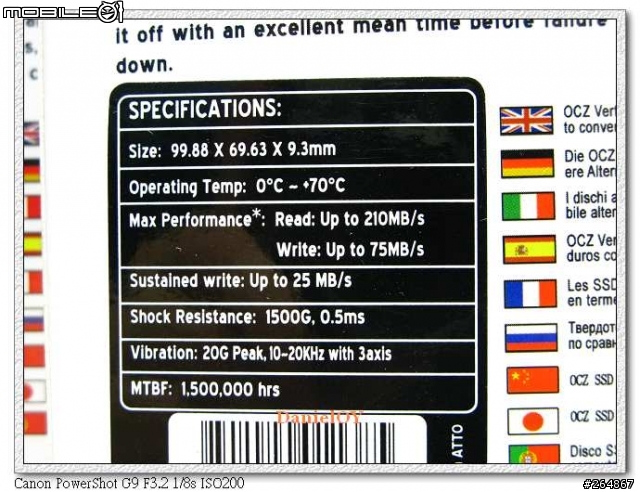 MOBILE01
it off with an excellent mean time before failure
down.
SPECIFICATIONS:
Size: 99.88 X 69.63 X 9.3mm
Operating Temp: 0°C ~ +70°C
Max Performance*: Read: Up to 210MB/s
Write: Up to 75MB/s
Sustained write: Up to 25 MB/s
Shock Resistance: 1500G, 0.5ms
Vibration: 20G Peak, 10-20KHz with 3axis
MTBF: 1,500,000 hrs
DanielOY
ATTO
OCZ Ver
to conver
Die OCZ
ere Alter
I dischi a
bile alter
OCZ Ver
duros co
Les SSD
en terme
Твердот
по срав
OCZ SSD
OCZ SSD
Disco S
s,
c
Canon PowerShot G9 F3.2 1/8s ISO200
#264867